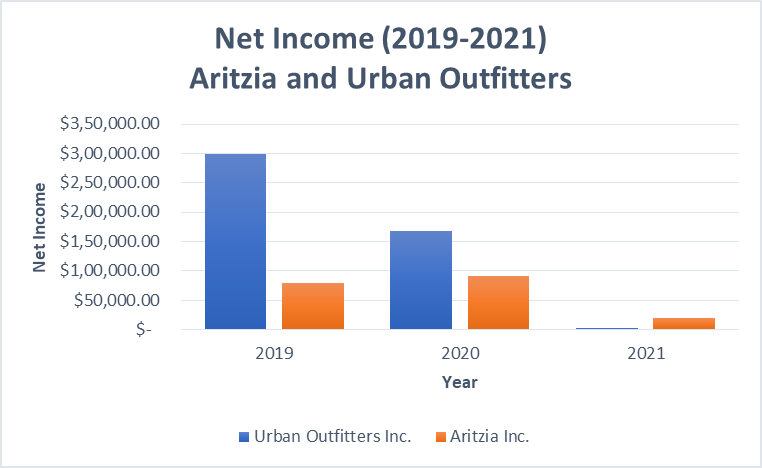 Net Income (2019-2021)
Aritzia and Urban Outfitters
$3,50,000.00
$3,00,000.00
$2,50,000.00
$2,00,000.00
$1,50,000.00
$1,00,000.00
$50,000.00
$-
Net Income
2019
2020
2021
Year
Urban Outfitters Inc.
Aritzia Inc.